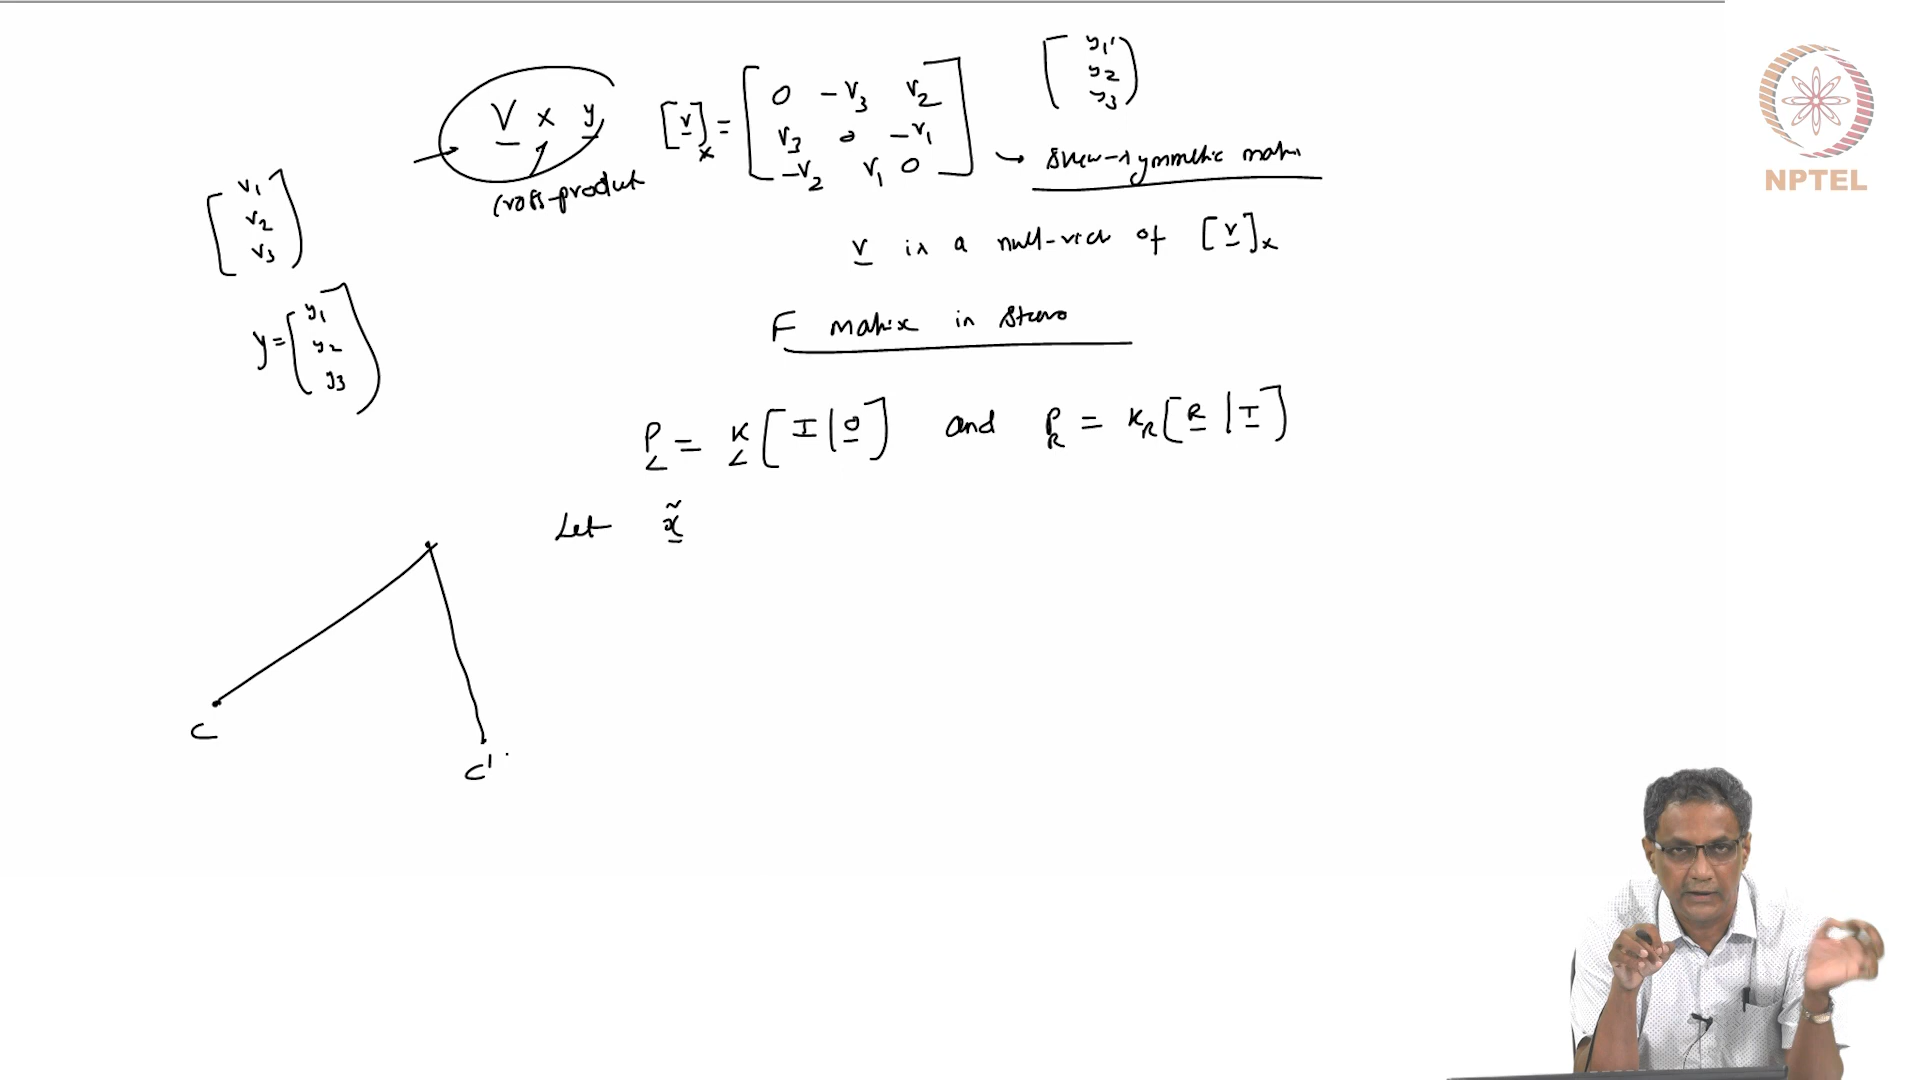 V x y
cross-product
[v]x = [ 0 -v3 v2
v3 0 -v1
-v2 v1 0 ]
[ y1
y2
y3 ]
→ skew-symmetric matrix
[ v1
v2
v3 ]
v is a null-vector of [v]x
y = [ y1
y2
y3 ]
F matrix in stereo
PL = KL [ I | 0 ] and PR = KR [ R | I ]
Let x̃
C
C'
NPTEL